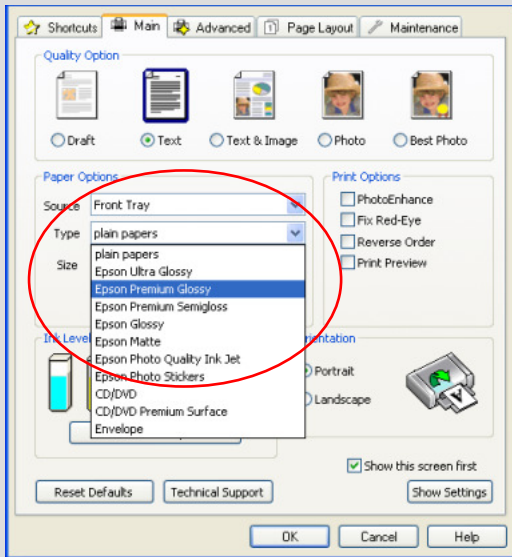 Shortcuts Main Advanced Page Layout Maintenance
Quality Option
Draft Text Text & Image Photo Best Photo
Paper Options
Source Front Tray
Type plain papers
Size
plain papers
Epson Ultra Glossy
Epson Premium Glossy
Epson Premium Semigloss
Epson Glossy
Epson Matte
Epson Photo Quality Ink Jet
Epson Photo Stickers
CD/DVD
CD/DVD Premium Surface
Envelope
Print Options
PhotoEnhance
Fix Red-Eye
Reverse Order
Print Preview
Ink Leve
ientation
Portrait
Landscape
Show this screen first
Reset Defaults Technical Support Show Settings
OK Cancel Help